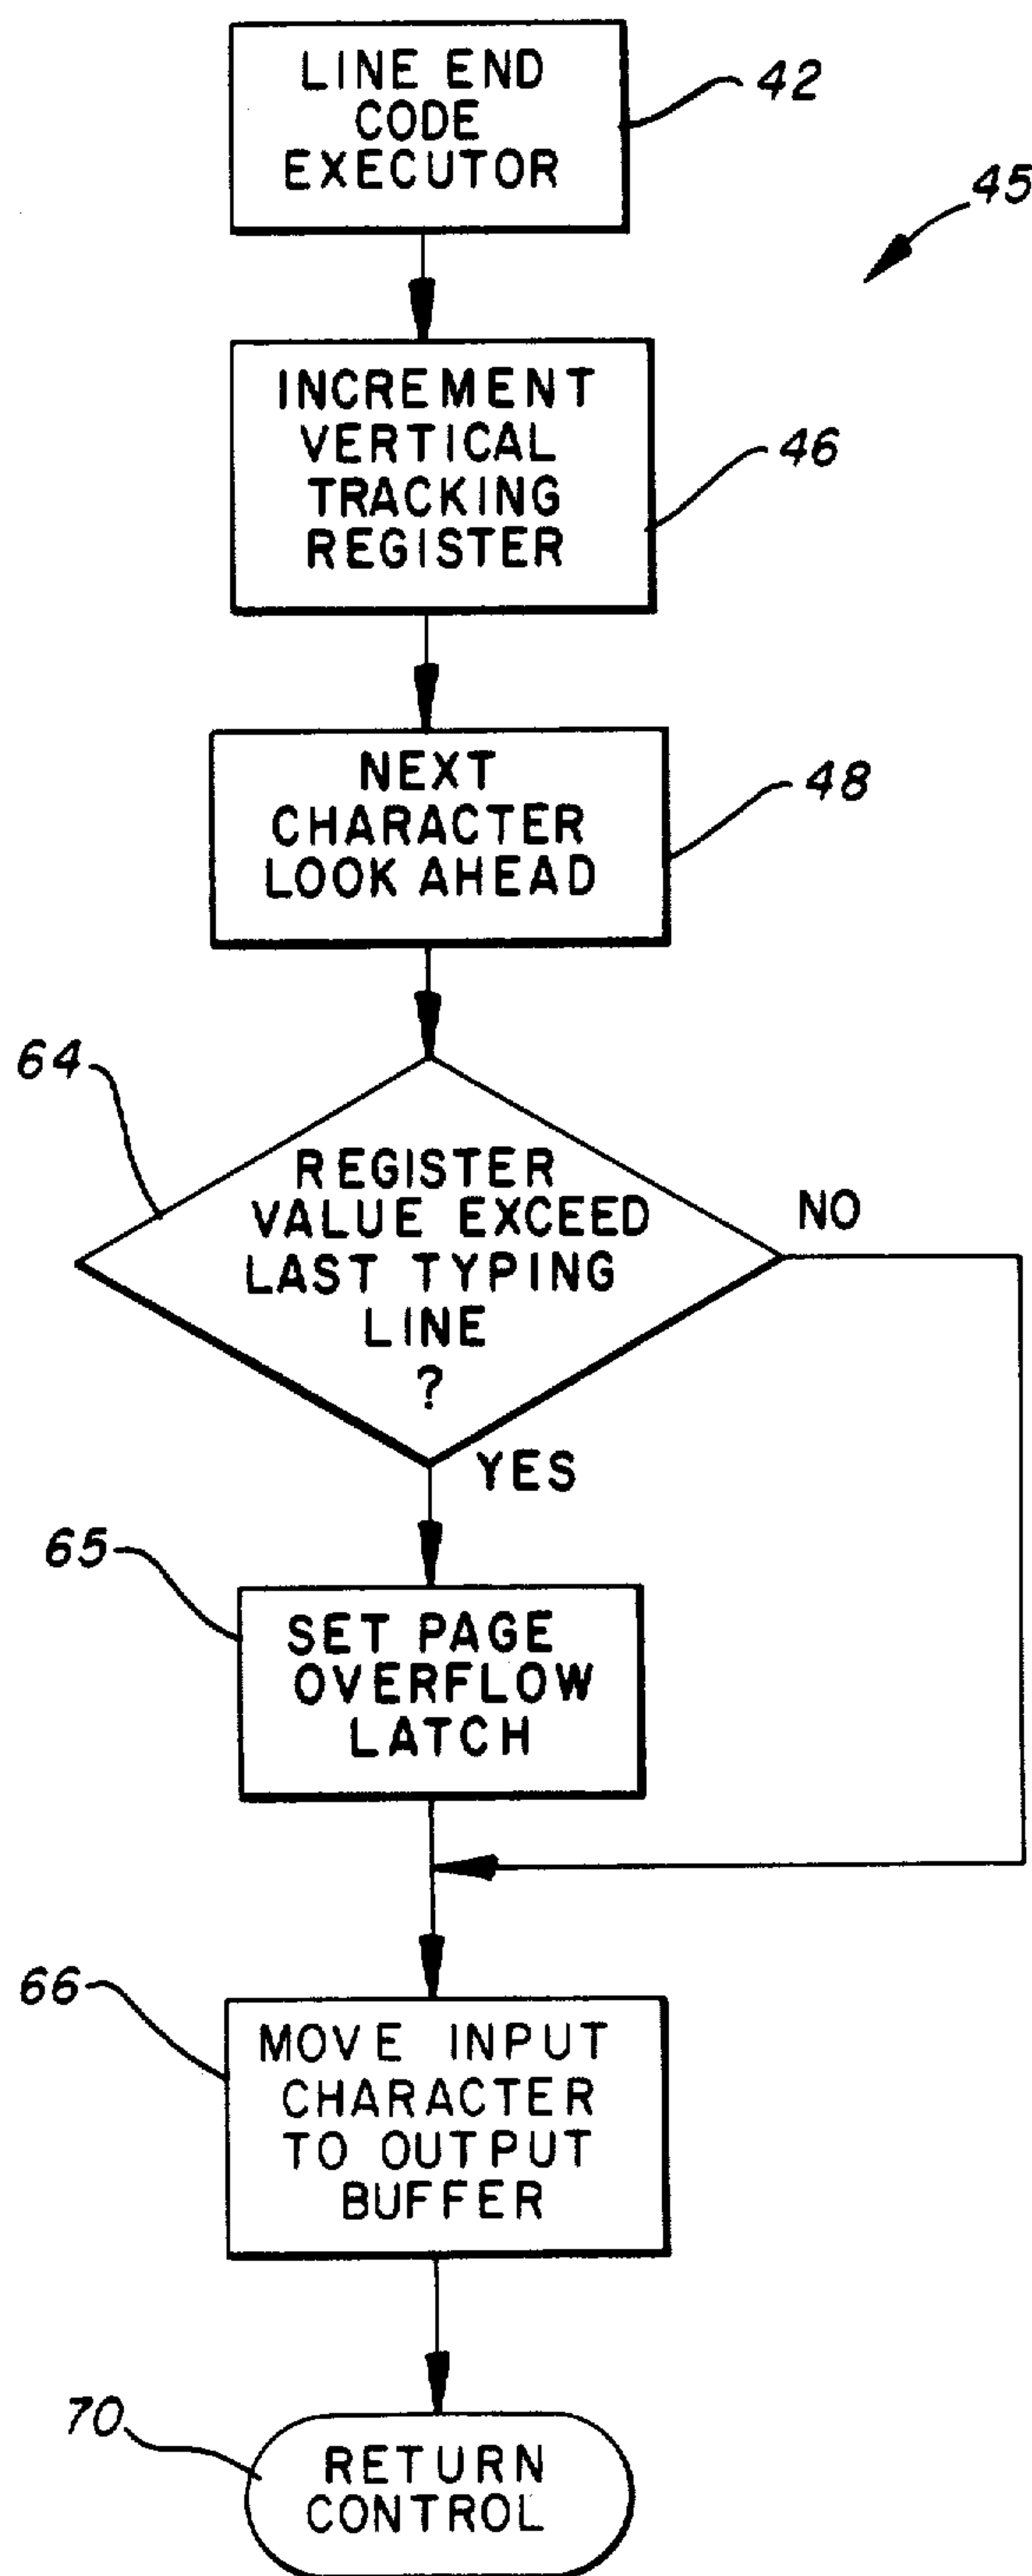 LINE END
CODE
EXECUTOR
42
45
INCREMENT
VERTICAL
TRACKING
REGISTER
46
NEXT
CHARACTER
LOOK AHEAD
48
64
REGISTER
VALUE EXCEED
LAST TYPING
LINE
?
NO
YES
65
SET PAGE
OVERFLOW
LATCH
66
MOVE INPUT
CHARACTER
TO OUTPUT
BUFFER
70
RETURN
CONTROL